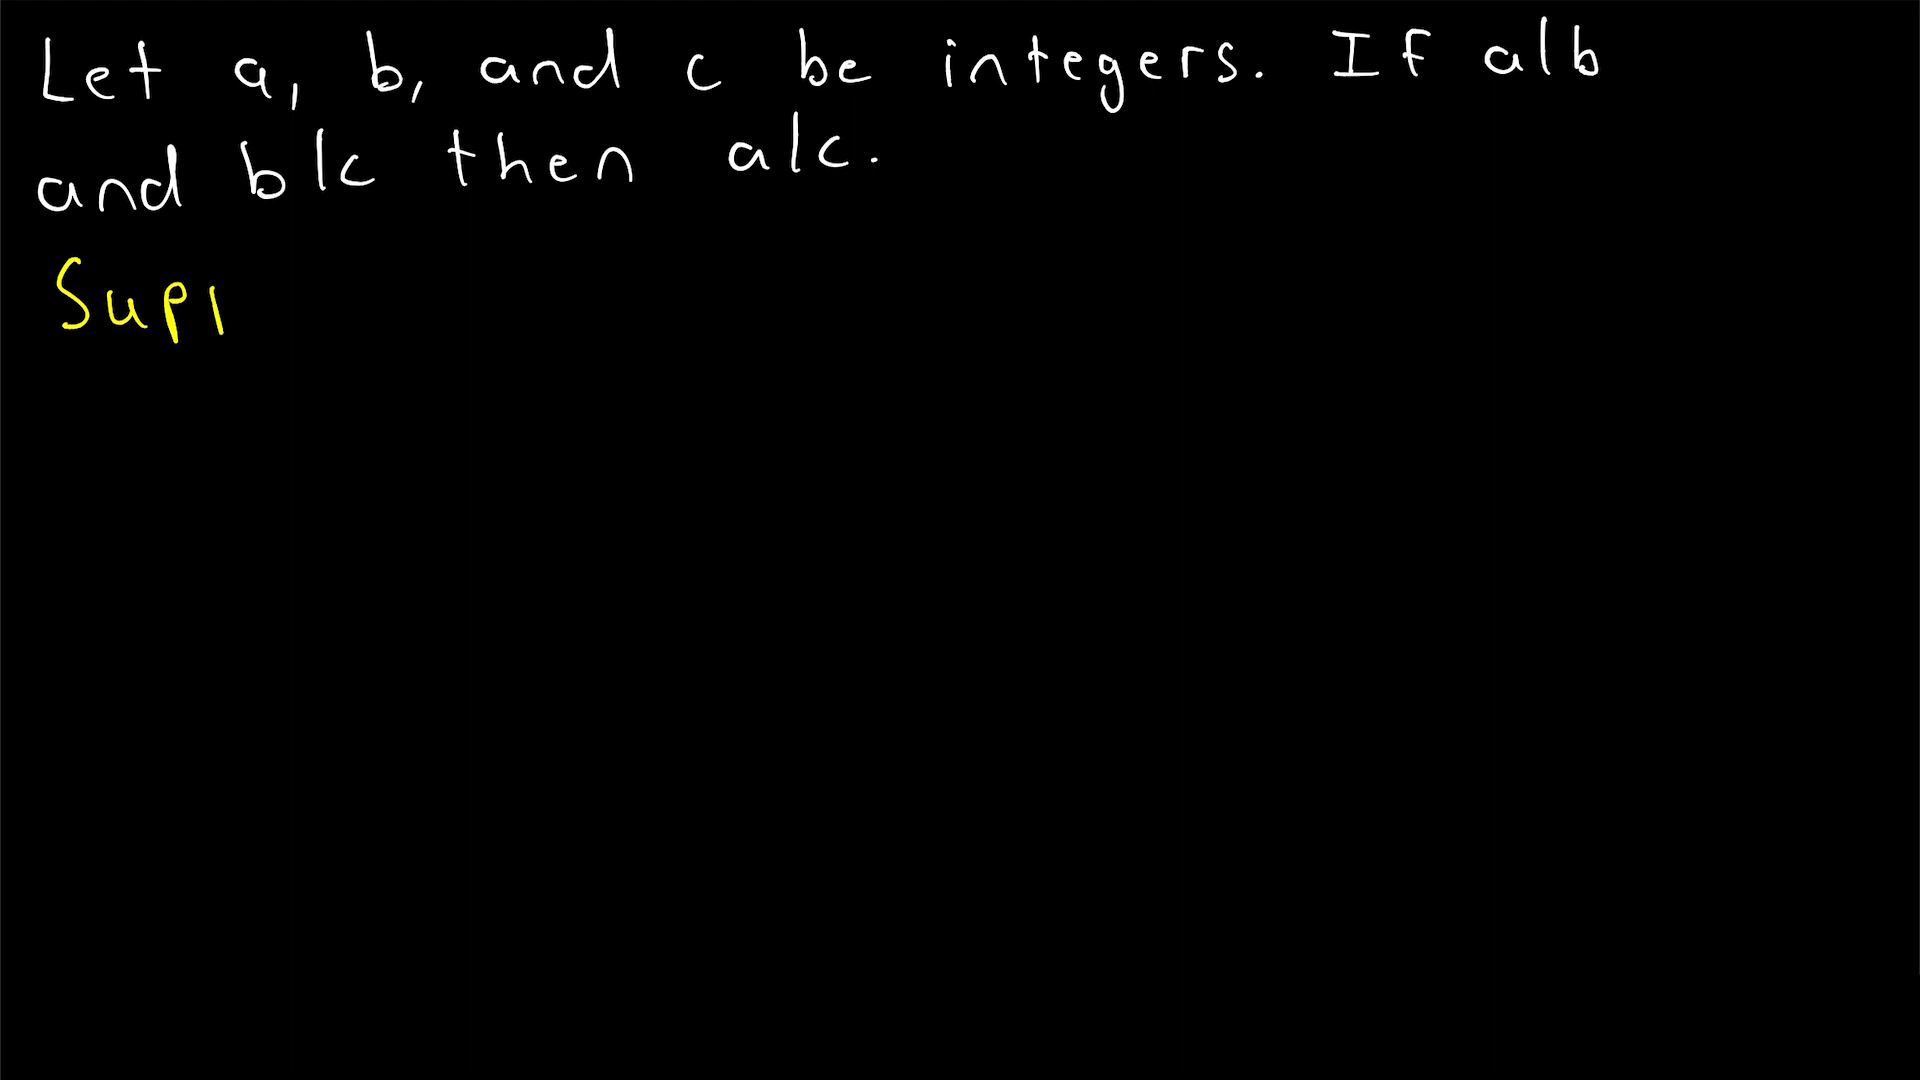 Let a, b, and c be integers. If a|b
and b|c then a|c.
Sup